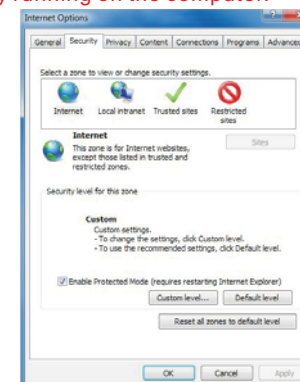 y running on the computer.
Internet Options
General Security Privacy Content Connections Programs Advanced
Select a zone to view or change security settings.
Internet Local intranet Trusted sites Restricted
sites
Internet
Sites
This zone is for Internet websites,
except those listed in trusted and
restricted zones.
Security level for this zone
Custom
Custom settings.
- To change the settings, click Custom level.
- To use the recommended settings, click Default level.
Enable Protected Mode (requires restarting Internet Explorer)
Custom level... Default level
Reset all zones to default level
OK Cancel Apply